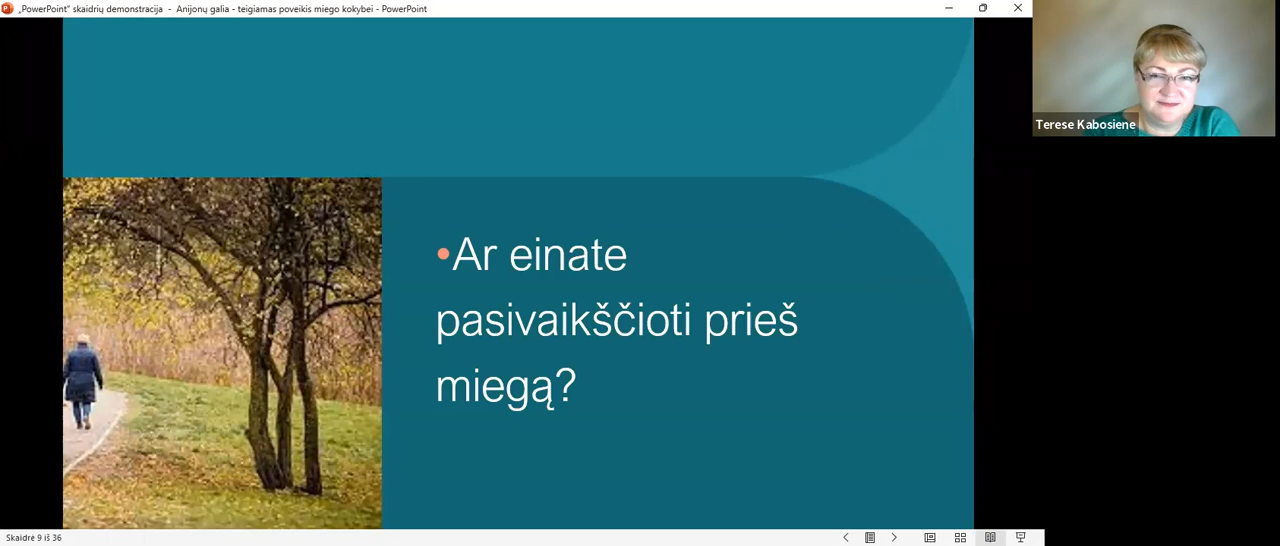 „PowerPoint“ skaidrių demonstracija - Anijonų galia - teigiamas poveikis miego kokybei - PowerPoint
Terese Kabosiene
•Ar einate
pasivaikščioti prieš
miegą?
Skaidrė 9 iš 36